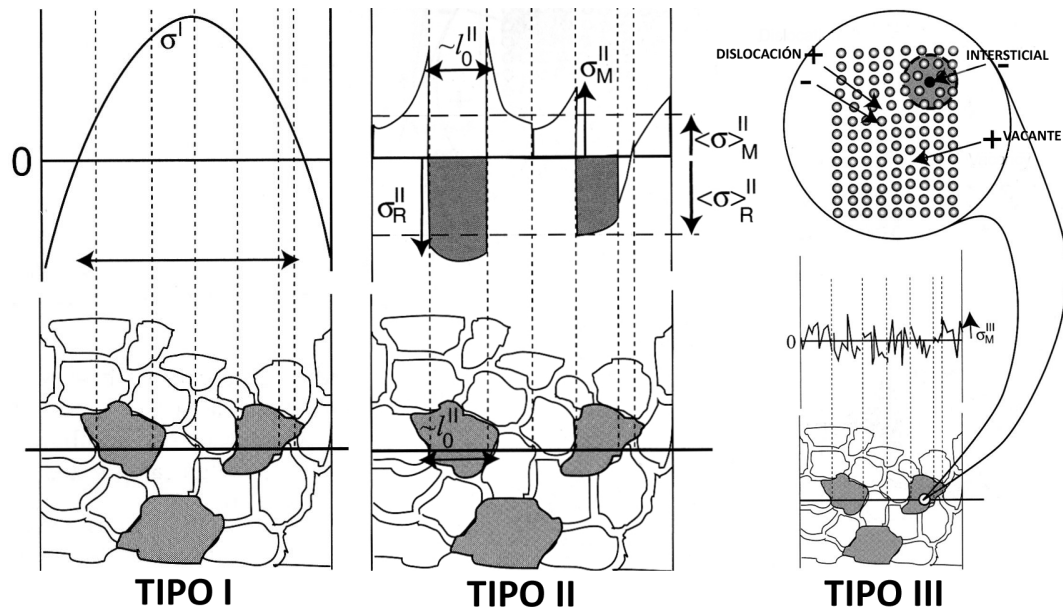 σ^I
0
TIPO I
~l_0^II
σ_M^II
<σ>_M^II
σ_R^II
<σ>_R^II
~l_0^II
TIPO II
DISLOCACIÓN +
-
INTERSTICIAL
-
+ VACANTE
0
σ_M^III
TIPO III